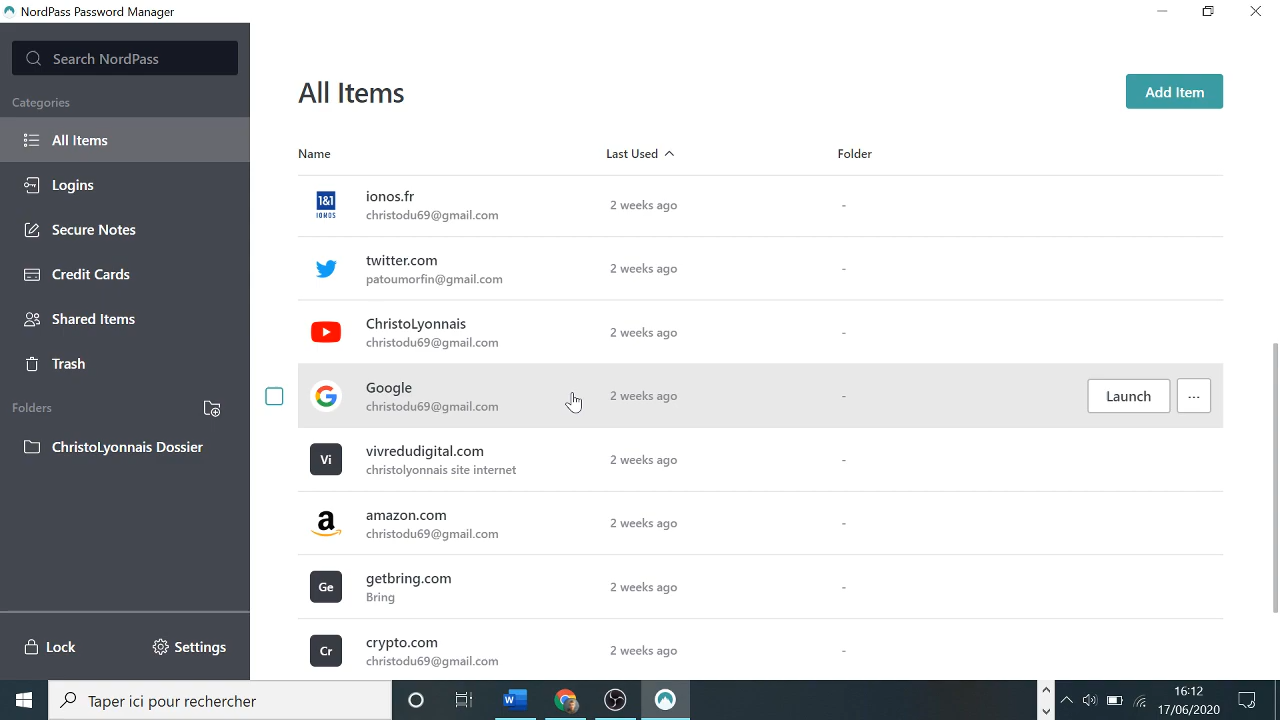 NordPass Password Manager
Search NordPass
Categories
All Items
Logins
Secure Notes
Credit Cards
Shared Items
Trash
Folders
ChristoLyonnais Dossier
Lock
Settings
All Items
Add Item
Name
Last Used
Folder
1&1
IONOS
ionos.fr
christodu69@gmail.com
2 weeks ago
-
twitter.com
patoumorfin@gmail.com
2 weeks ago
-
ChristoLyonnais
christodu69@gmail.com
2 weeks ago
-
Google
christodu69@gmail.com
2 weeks ago
-
Launch
...
Vi
vivredudigital.com
christolyonnais site internet
2 weeks ago
-
a
amazon.com
christodu69@gmail.com
2 weeks ago
-
Ge
getbring.com
Bring
2 weeks ago
-
Cr
crypto.com
christodu69@gmail.com
2 weeks ago
-
Taper ici pour rechercher
16:12
17/06/2020